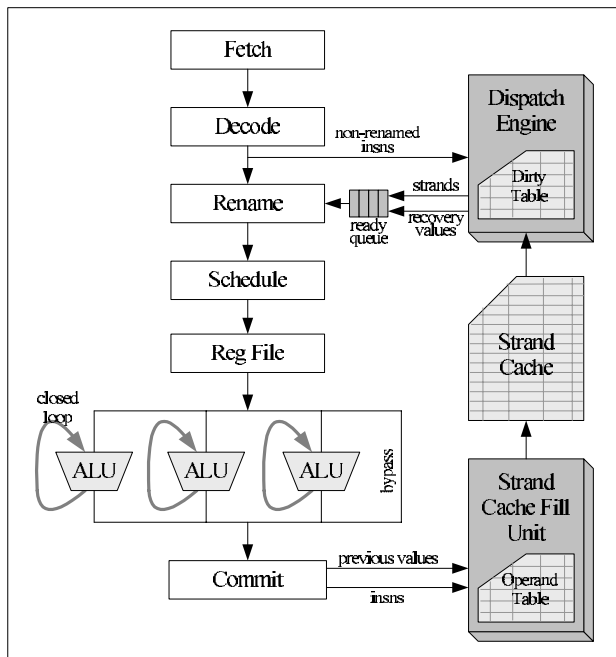 Fetch
Decode
non-renamed
insns
Dispatch
Engine
Dirty
Table
Rename
strands
recovery
values
ready
queue
Schedule
Reg File
Strand
Cache
closed
loop
ALU
ALU
ALU
bypass
Strand
Cache Fill
Unit
Operand
Table
Commit
previous values
insns